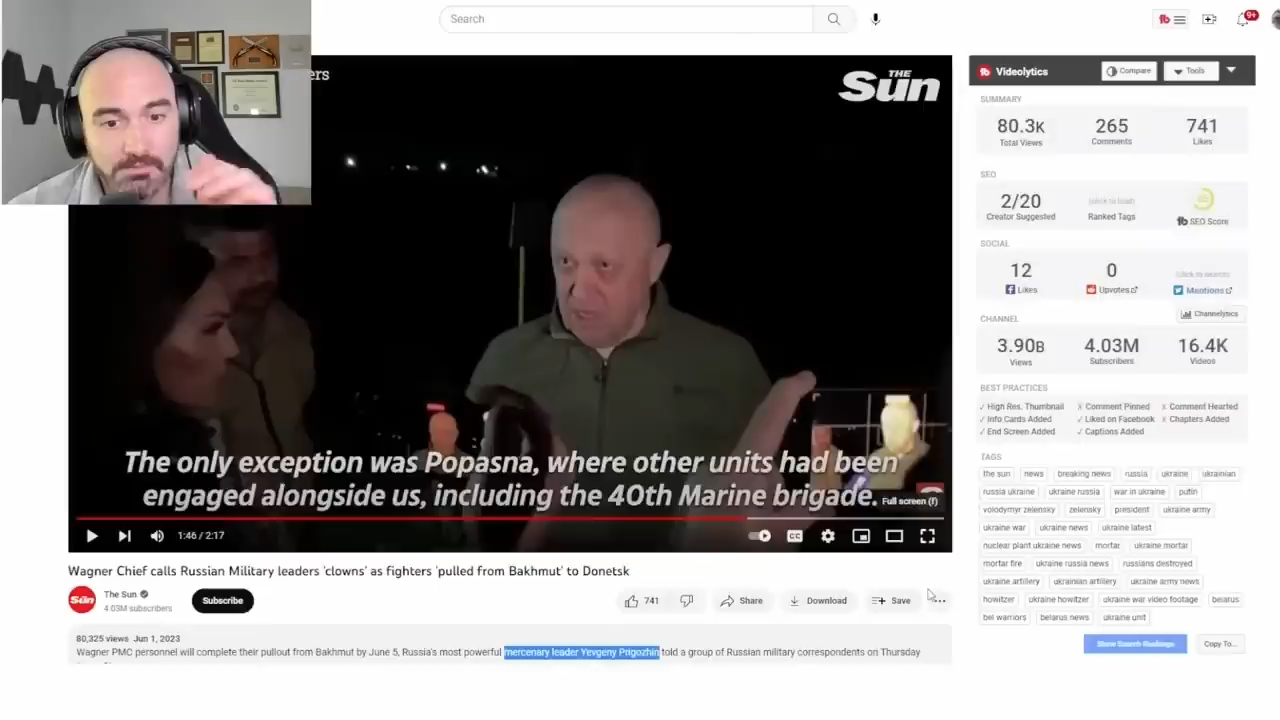 Search
9+
ers
THE Sun
The only exception was Popasna, where other units had been
engaged alongside us, including the 40th Marine brigade.
Full screen (f)
1:46 / 2:17
CC
Wagner Chief calls Russian Military leaders 'clowns' as fighters 'pulled from Bakhmut' to Donetsk
Sun
The Sun
4.03M subscribers
Subscribe
741
Share
Download
Save
80,325 views Jun 1, 2023
Wagner PMC personnel will complete their pullout from Bakhmut by June 5, Russia's most powerful mercenary leader Yevgeny Prigozhin told a group of Russian military correspondents on Thursday
Videolytics
Compare
Tools
SUMMARY
80.3K 265 741
Total Views Comments Likes
SEO
2/20 (click to load)
Creator Suggested Ranked Tags SEO Score
SOCIAL
12 0
Likes Upvotes Mentions
Channelytics
CHANNEL
3.90B 4.03M 16.4K
Views Subscribers Videos
BEST PRACTICES
✓ High Res. Thumbnail X Comment Pinned X Comment Hearted
✓ Info Cards Added ✓ Liked on Facebook X Chapters Added
✓ End Screen Added ✓ Captions Added
TAGS
the sun news breaking news russia ukraine ukrainian
russia ukraine ukraine russia war in ukraine putin
volodymyr zelensky zelensky president ukraine army
ukraine war ukraine news ukraine latest
nuclear plant ukraine news mortar ukraine mortar
mortar fire ukraine russia news russians destroyed
ukraine artillery ukrainian artillery ukraine army news
howitzer ukraine howitzer ukraine war video footage belarus
bel warriors belarus news ukraine unit
Show Search Rankings Copy To...